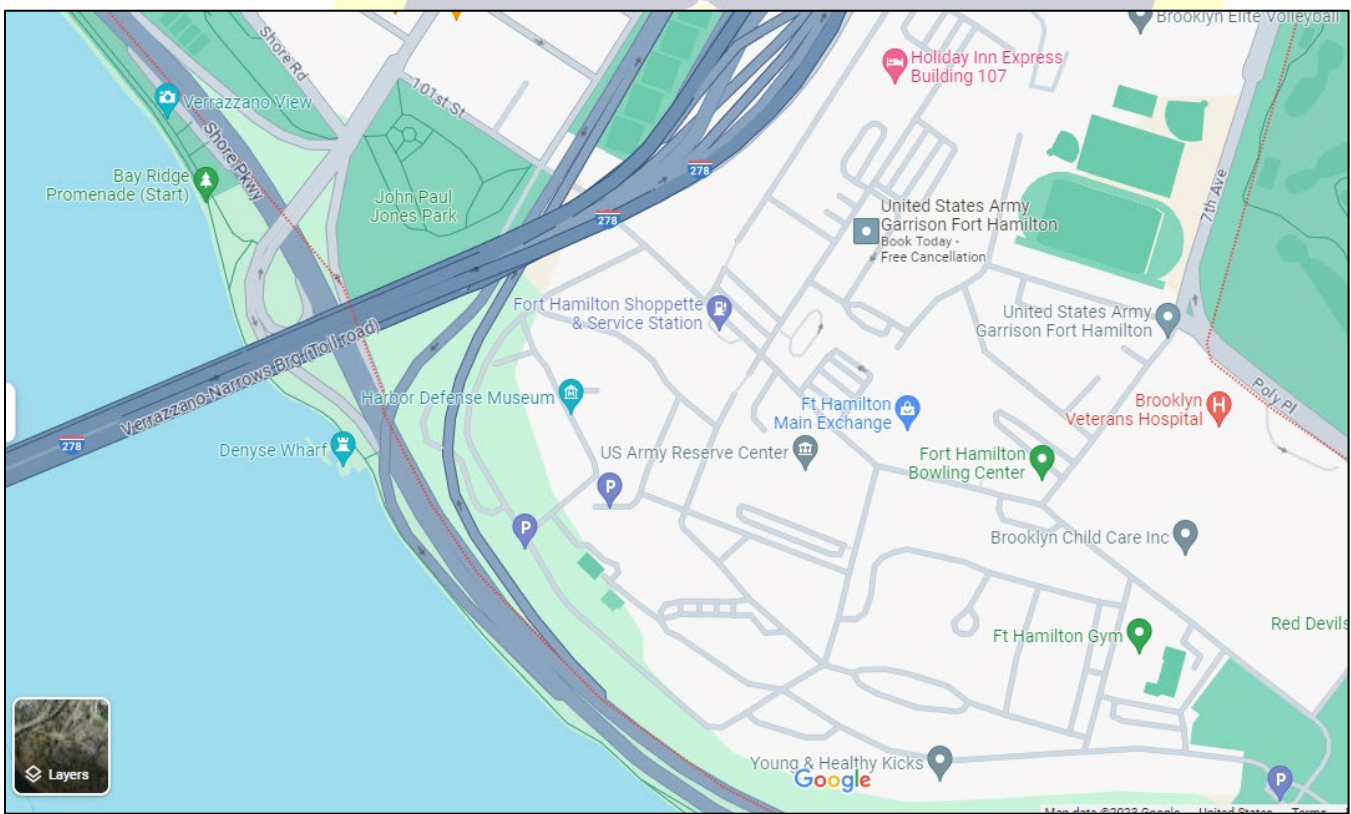 Brooklyn Elite Volleyball
Shore Rd
Holiday Inn Express
Building 107
101st St
Verrazzano View
Shore Pkwy
278
Bay Ridge
Promenade (Start)
John Paul
Jones Park
7th Ave
United States Army
Garrison Fort Hamilton
Book Today -
Free Cancellation
278
Fort Hamilton Shoppette
& Service Station
United States Army
Garrison Fort Hamilton
Verrazzano-Narrows Brg (Toll road)
Poly Pl
Harbor Defense Museum
Ft Hamilton
Main Exchange
Brooklyn
Veterans Hospital
H
278
Denyse Wharf
US Army Reserve Center
Fort Hamilton
Bowling Center
P
P
Brooklyn Child Care Inc
Ft Hamilton Gym
Red Devils
Layers
Young & Healthy Kicks
Google
P
Map data ©2023 Google United States Terms